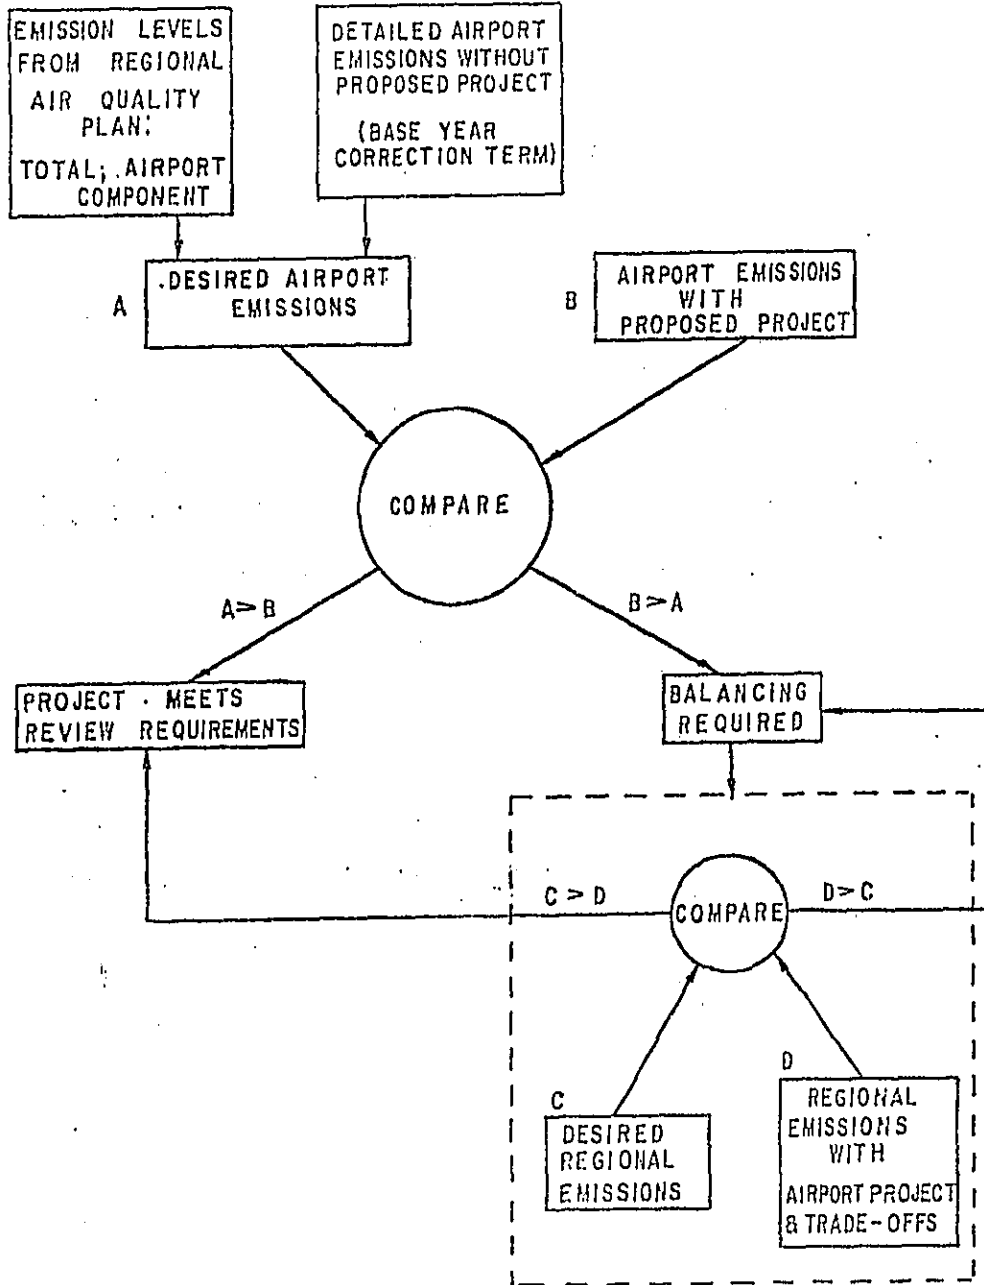 EMISSION LEVELS
FROM REGIONAL
AIR QUALITY
PLAN:
TOTAL; AIRPORT
COMPONENT
DETAILED AIRPORT
EMISSIONS WITHOUT
PROPOSED PROJECT
(BASE YEAR
CORRECTION TERM)
A
DESIRED AIRPORT
EMISSIONS
B
AIRPORT EMISSIONS
WITH
PROPOSED PROJECT
COMPARE
A>B
B>A
PROJECT MEETS
REVIEW REQUIREMENTS
BALANCING
REQUIRED
C>D
COMPARE
D>C
C
DESIRED
REGIONAL
EMISSIONS
D
REGIONAL
EMISSIONS
WITH
AIRPORT PROJECT
& TRADE-OFFS